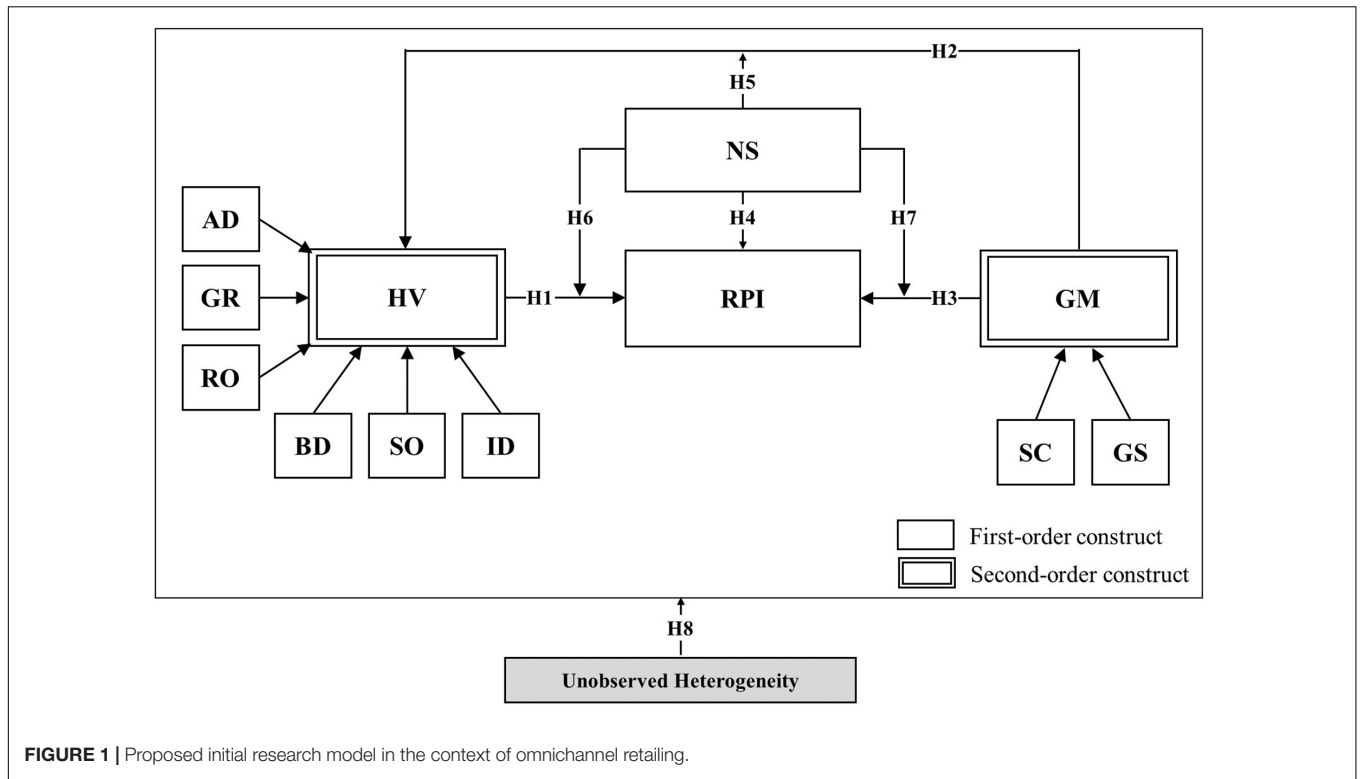 H2
H5
NS
AD
H6
H4
H7
GR
HV
H1
RPI
H3
GM
RO
BD
SO
ID
SC
GS
First-order construct
Second-order construct
H8
Unobserved Heterogeneity
FIGURE 1 | Proposed initial research model in the context of omnichannel retailing.